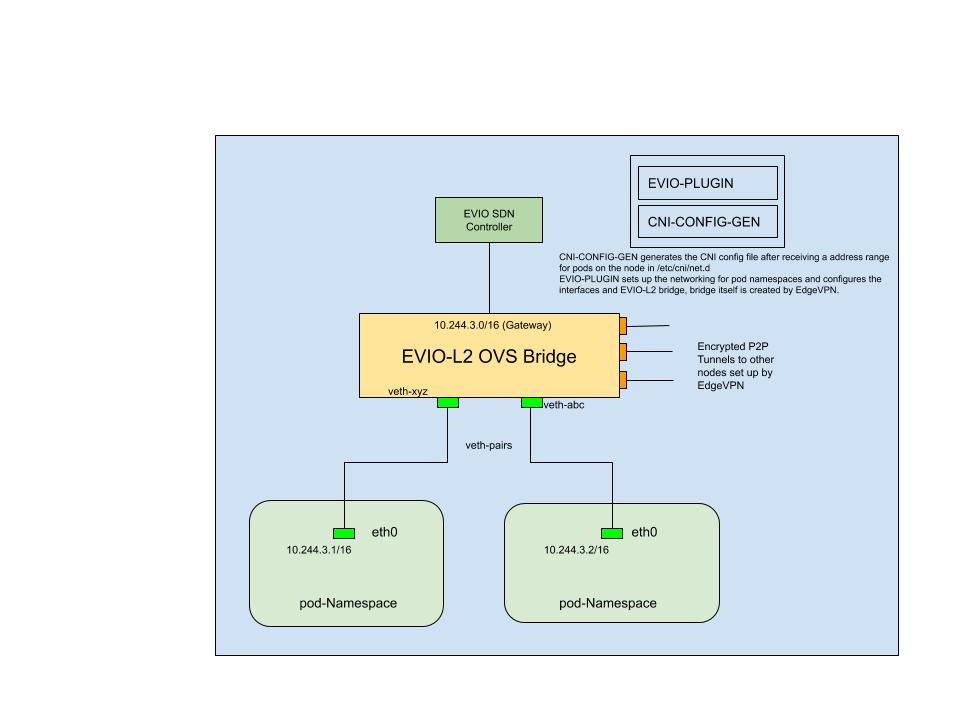 EVIO-PLUGIN
CNI-CONFIG-GEN
EVIO SDN
Controller
CNI-CONFIG-GEN generates the CNI config file after receiving a address range
for pods on the node in /etc/cni/net.d
EVIO-PLUGIN sets up the networking for pod namespaces and configures the
interfaces and EVIO-L2 bridge, bridge itself is created by EdgeVPN.
10.244.3.0/16 (Gateway)
EVIO-L2 OVS Bridge
veth-xyz
veth-abc
Encrypted P2P
Tunnels to other
nodes set up by
EdgeVPN
veth-pairs
eth0
10.244.3.1/16
pod-Namespace
eth0
10.244.3.2/16
pod-Namespace